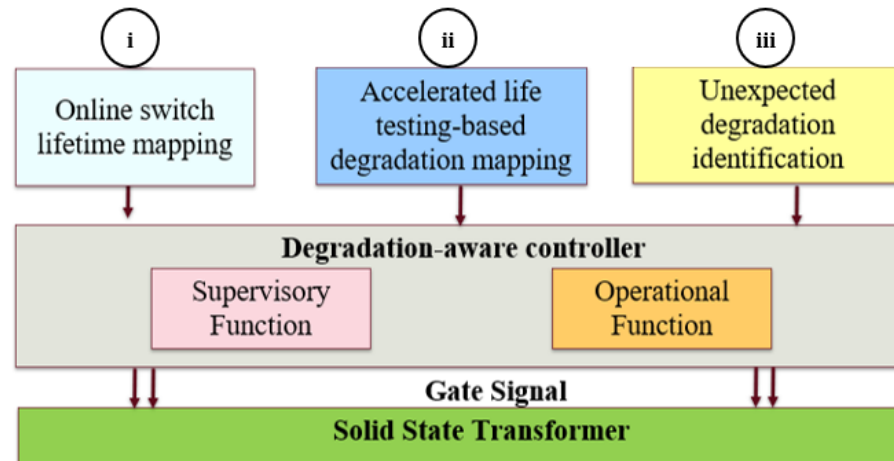 i
ii
iii
Online switch
lifetime mapping
Accelerated life
testing-based
degradation mapping
Unexpected
degradation
identification
Degradation-aware controller
Supervisory
Function
Operational
Function
Gate Signal
Solid State Transformer